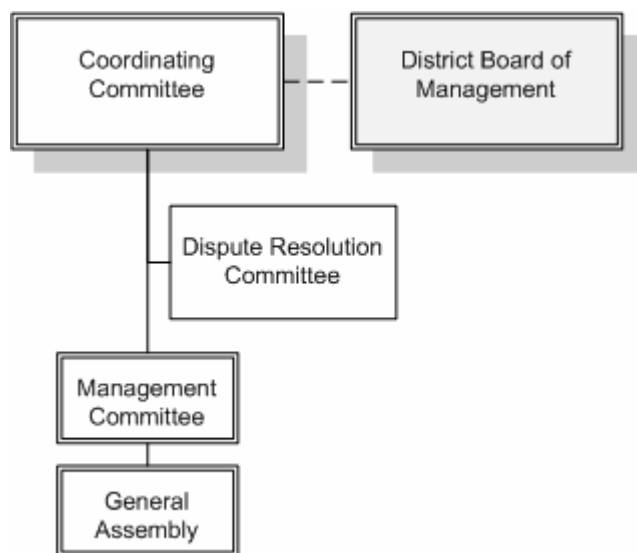 Coordinating
Committee
District Board of
Management
Dispute Resolution
Committee
Management
Committee
General
Assembly